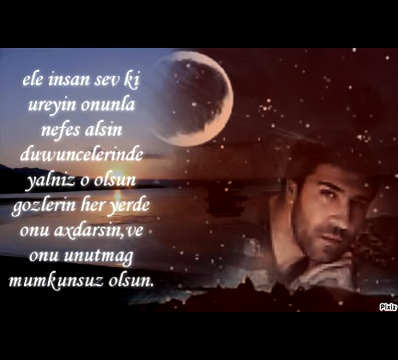 ele insan sev ki
ureyin onunla
nefes alsin
duwuncelerinde
yalniz o olsun
gozlerin her yerde
onu axdarsin,ve
onu unutmag
mumkunsuz olsun.
Pixiz